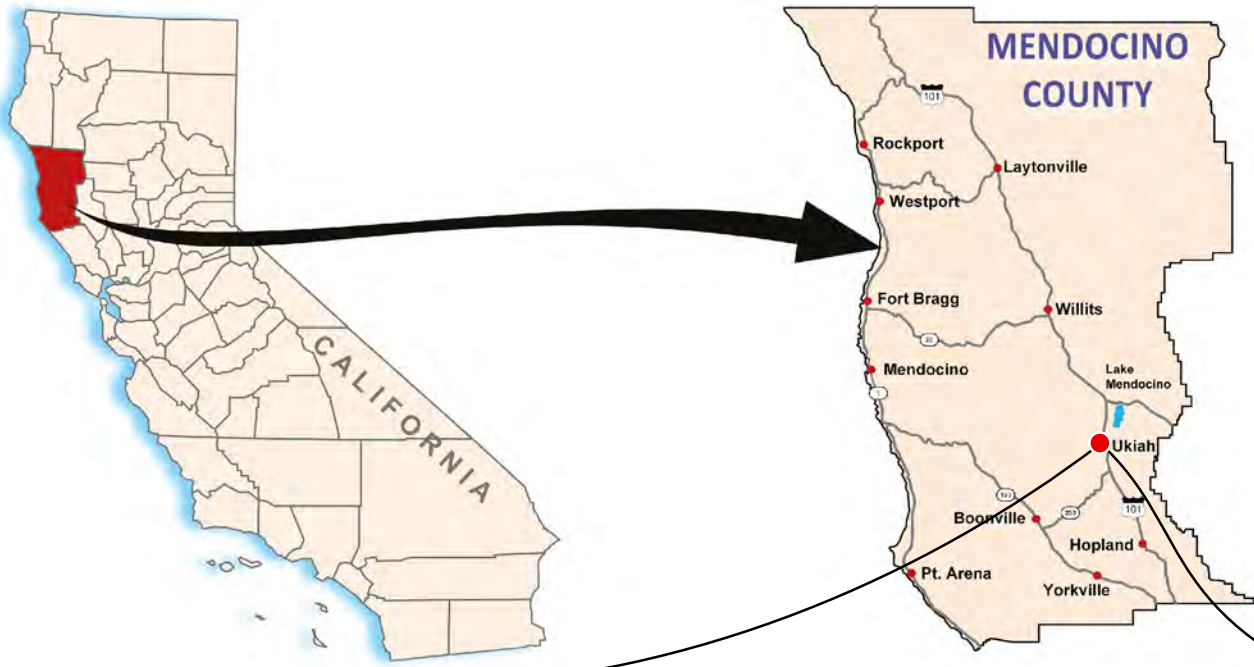 MENDOCINO
COUNTY
101
Rockport
Laytonville
Westport
Fort Bragg
Willits
20
Mendocino
Lake
Mendocino
1
CALIFORNIA
Ukiah
Boonville
253
101
Hopland
Pt. Arena
Yorkville